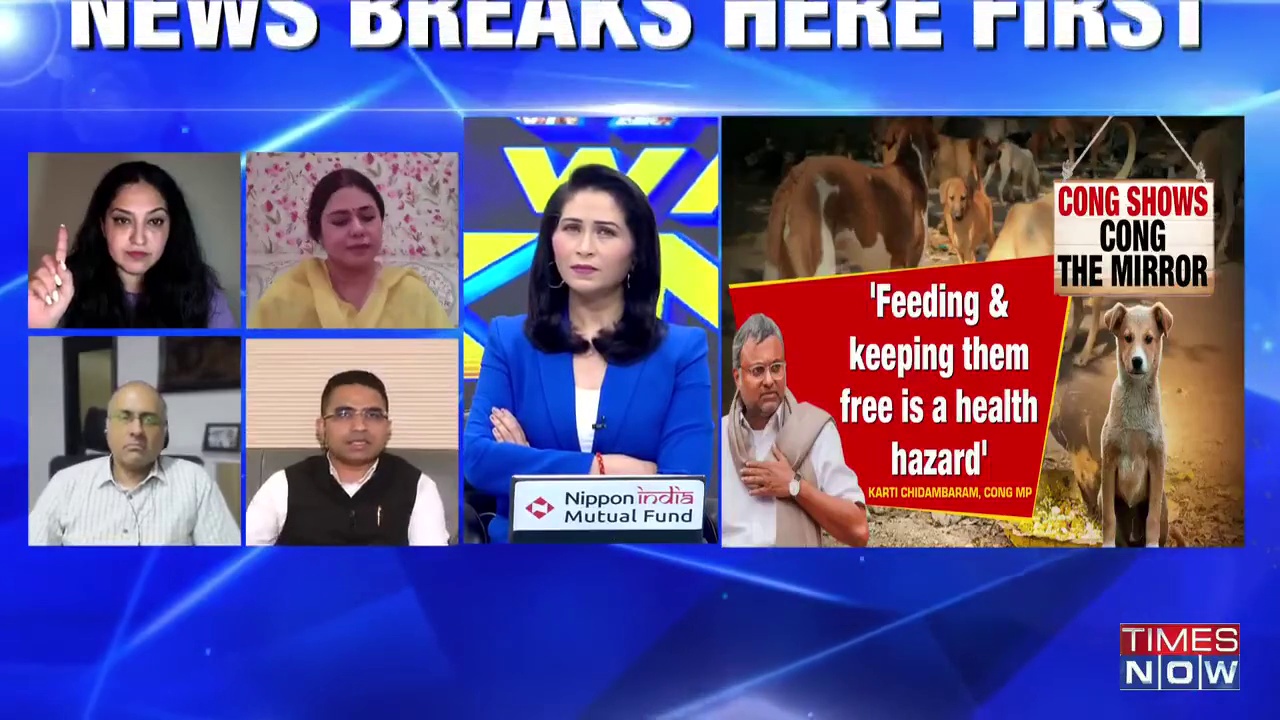 NEWS BREAKS HERE FIRST
CONG SHOWS
CONG
THE MIRROR
'Feeding &
keeping them
free is a health
hazard'
KARTI CHIDAMBARAM, CONG MP
Nippon india
Mutual Fund
TIMES
NOW